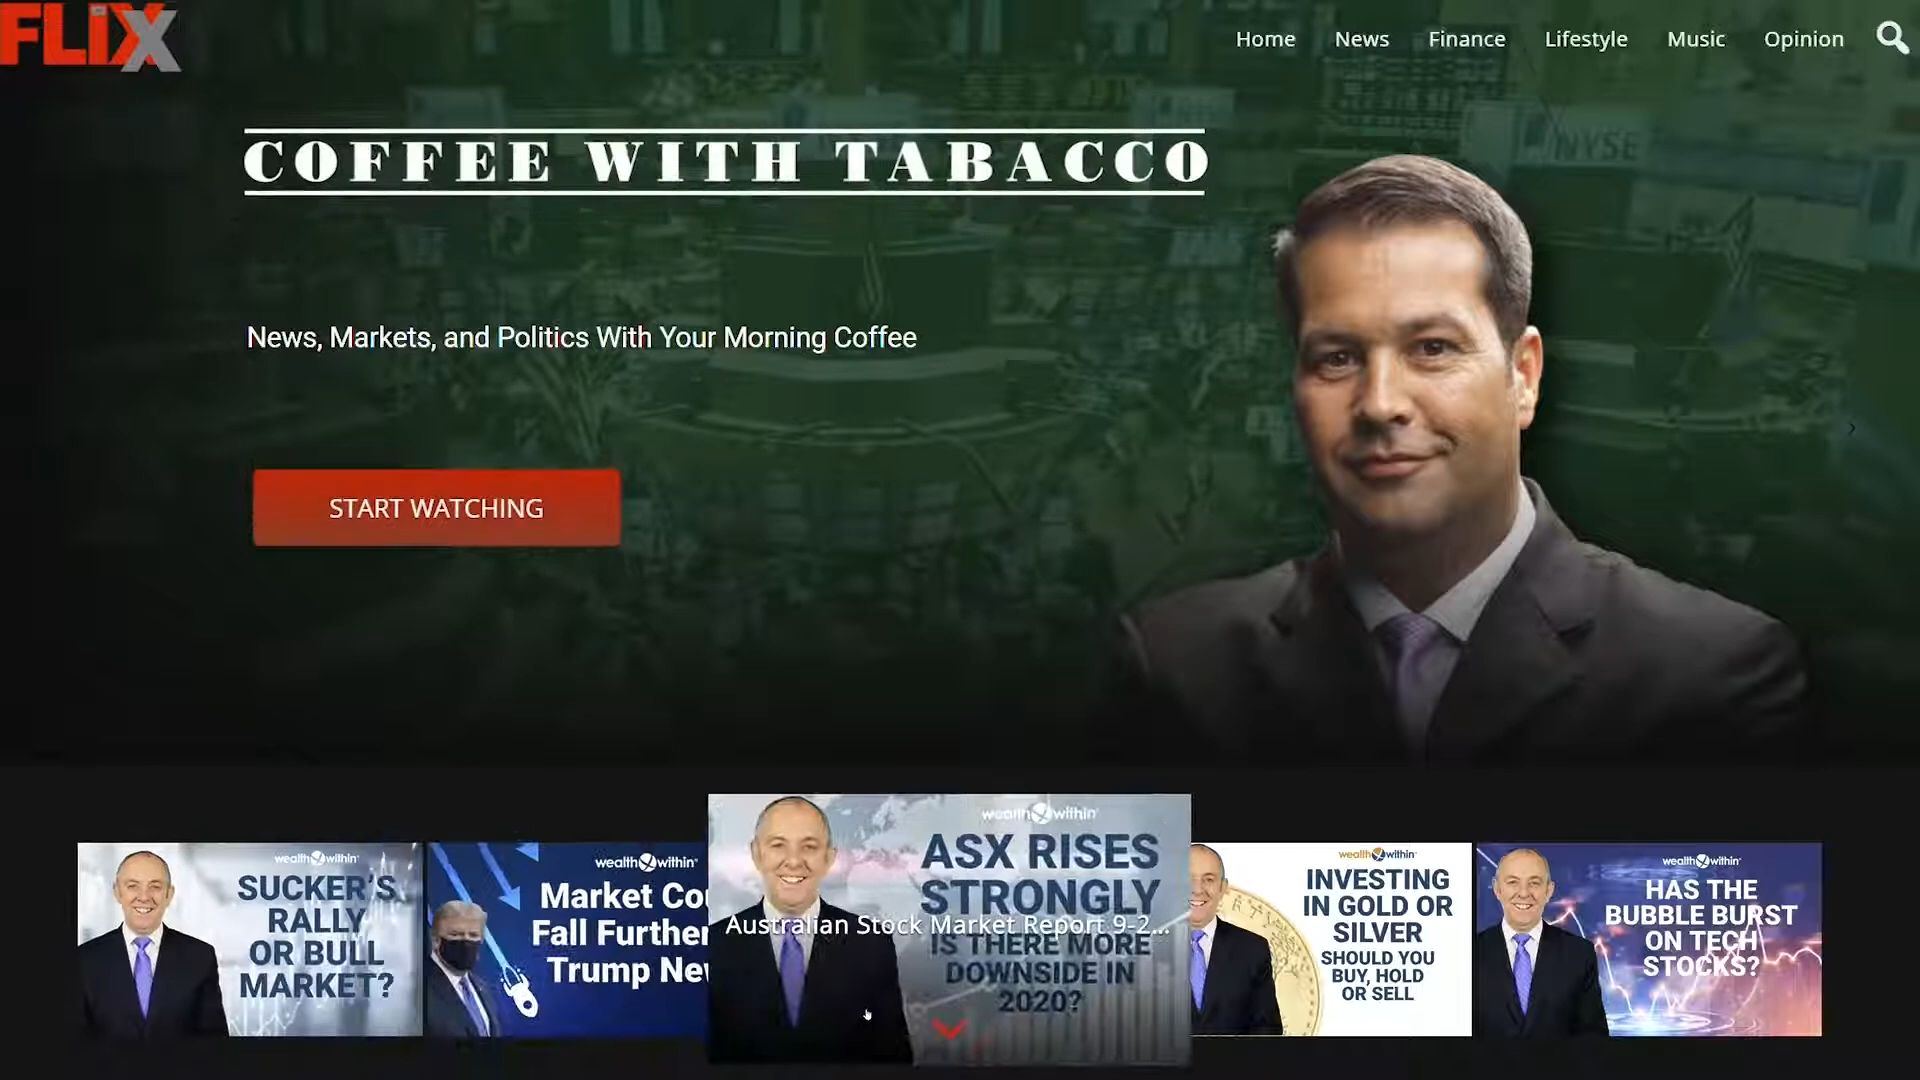 FLiXX
Home News Finance Lifestyle Music Opinion
NYSE
COFFEE WITH TABACCO
News, Markets, and Politics With Your Morning Coffee
START WATCHING
wealth within
SUCKER'S
RALLY
OR BULL
MARKET?
wealth within
Market Cou
Fall Further
Trump Ne
wealth within
ASX RISES
STRONGLY
Australian Stock Market Report 9-2...
IS THERE MORE
DOWNSIDE IN
2020?
wealth within
INVESTING
IN GOLD OR
SILVER
SHOULD YOU
BUY, HOLD
OR SELL
wealth within
HAS THE
BUBBLE BURST
ON TECH
STOCKS?